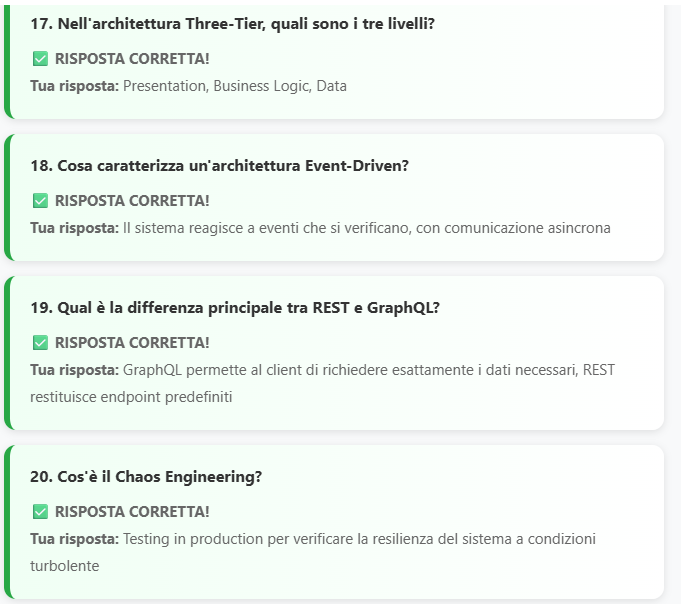 17. Nell'architettura Three-Tier, quali sono i tre livelli?
✅ RISPOSTA CORRETTA!
Tua risposta: Presentation, Business Logic, Data
18. Cosa caratterizza un'architettura Event-Driven?
✅ RISPOSTA CORRETTA!
Tua risposta: Il sistema reagisce a eventi che si verificano, con comunicazione asincrona
19. Qual è la differenza principale tra REST e GraphQL?
✅ RISPOSTA CORRETTA!
Tua risposta: GraphQL permette al client di richiedere esattamente i dati necessari, REST
restituisce endpoint predefiniti
20. Cos'è il Chaos Engineering?
✅ RISPOSTA CORRETTA!
Tua risposta: Testing in production per verificare la resilienza del sistema a condizioni
turbolente